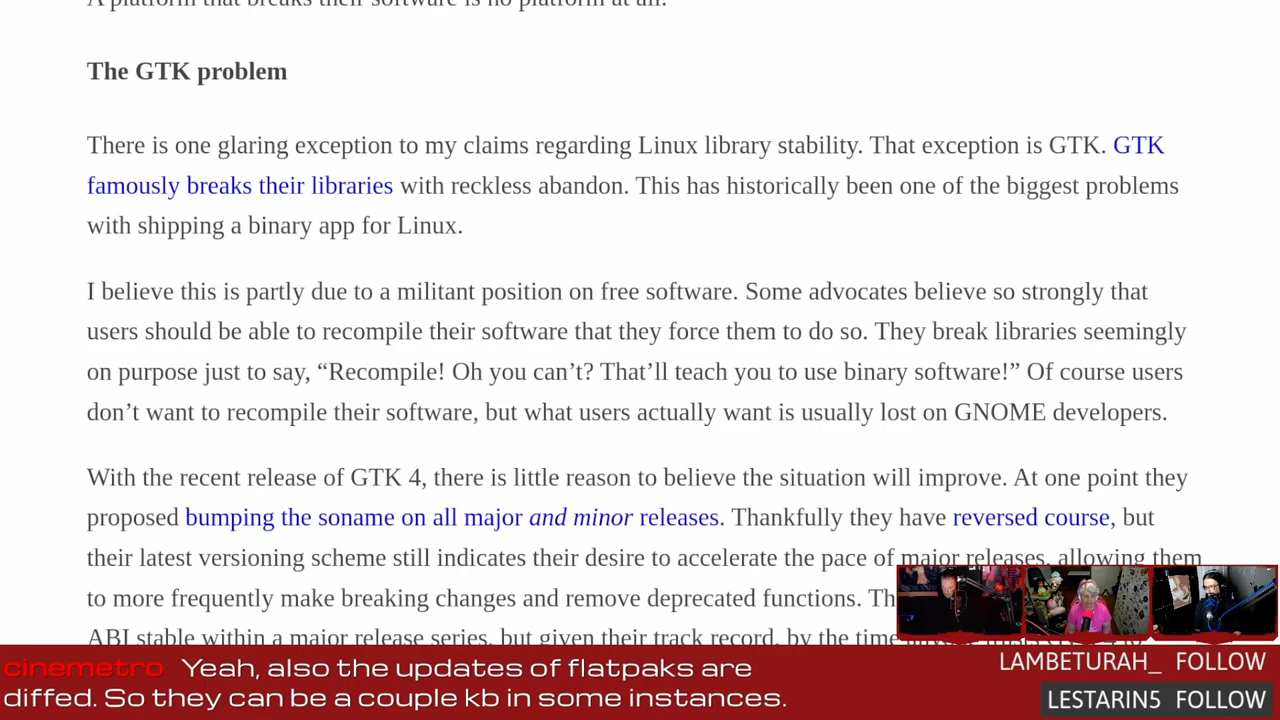 A platform that breaks their software is no platform at all.
The GTK problem
There is one glaring exception to my claims regarding Linux library stability. That exception is GTK. GTK
famously breaks their libraries with reckless abandon. This has historically been one of the biggest problems
with shipping a binary app for Linux.
I believe this is partly due to a militant position on free software. Some advocates believe so strongly that
users should be able to recompile their software that they force them to do so. They break libraries seemingly
on purpose just to say, “Recompile! Oh you can’t? That’ll teach you to use binary software!” Of course users
don’t want to recompile their software, but what users actually want is usually lost on GNOME developers.
With the recent release of GTK 4, there is little reason to believe the situation will improve. At one point they
proposed bumping the soname on all major and minor releases. Thankfully they have reversed course, but
their latest versioning scheme still indicates their desire to accelerate the pace of major releases, allowing them
to more frequently make breaking changes and remove deprecated functions. Th
ABI stable within a major release series, but given their track record, by the time
cinemetro: Yeah, also the updates of flatpaks are
diffed. So they can be a couple kb in some instances.
LAMBETURAH_ FOLLOW
LESTARIN5 FOLLOW